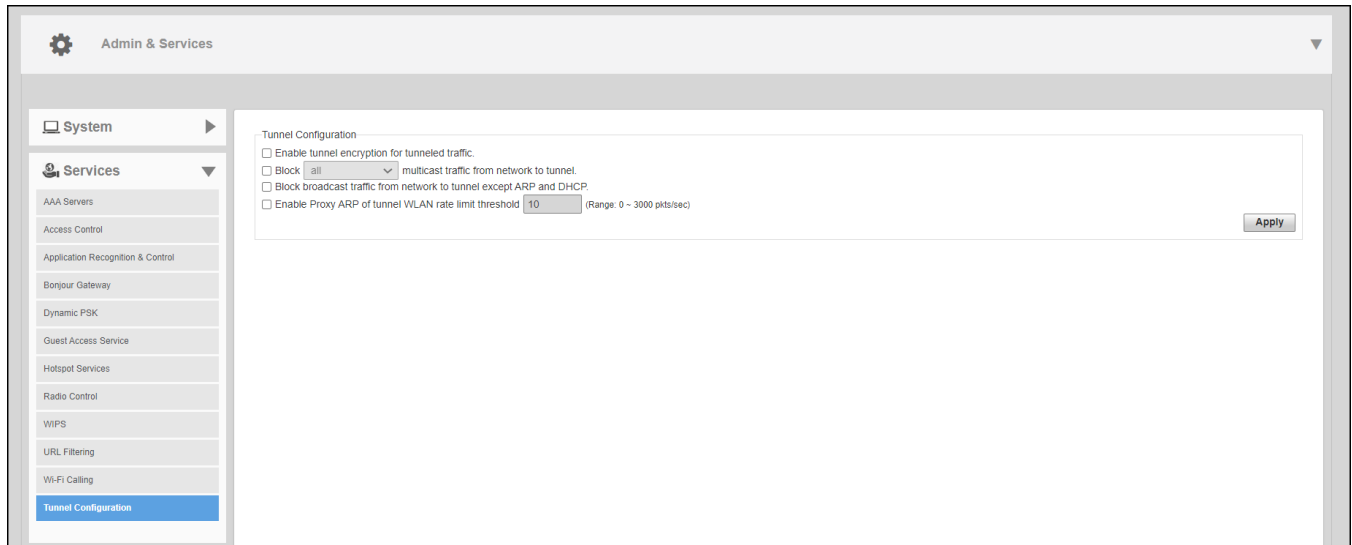 Admin & Services
System
Services
AAA Servers
Access Control
Application Recognition & Control
Bonjour Gateway
Dynamic PSK
Guest Access Service
Hotspot Services
Radio Control
WIPS
URL Filtering
Wi-Fi Calling
Tunnel Configuration
Tunnel Configuration
Enable tunnel encryption for tunneled traffic.
Block all multicast traffic from network to tunnel.
Block broadcast traffic from network to tunnel except ARP and DHCP.
Enable Proxy ARP of tunnel WLAN rate limit threshold 10 (Range: 0 ~ 3000 pkts/sec)
Apply